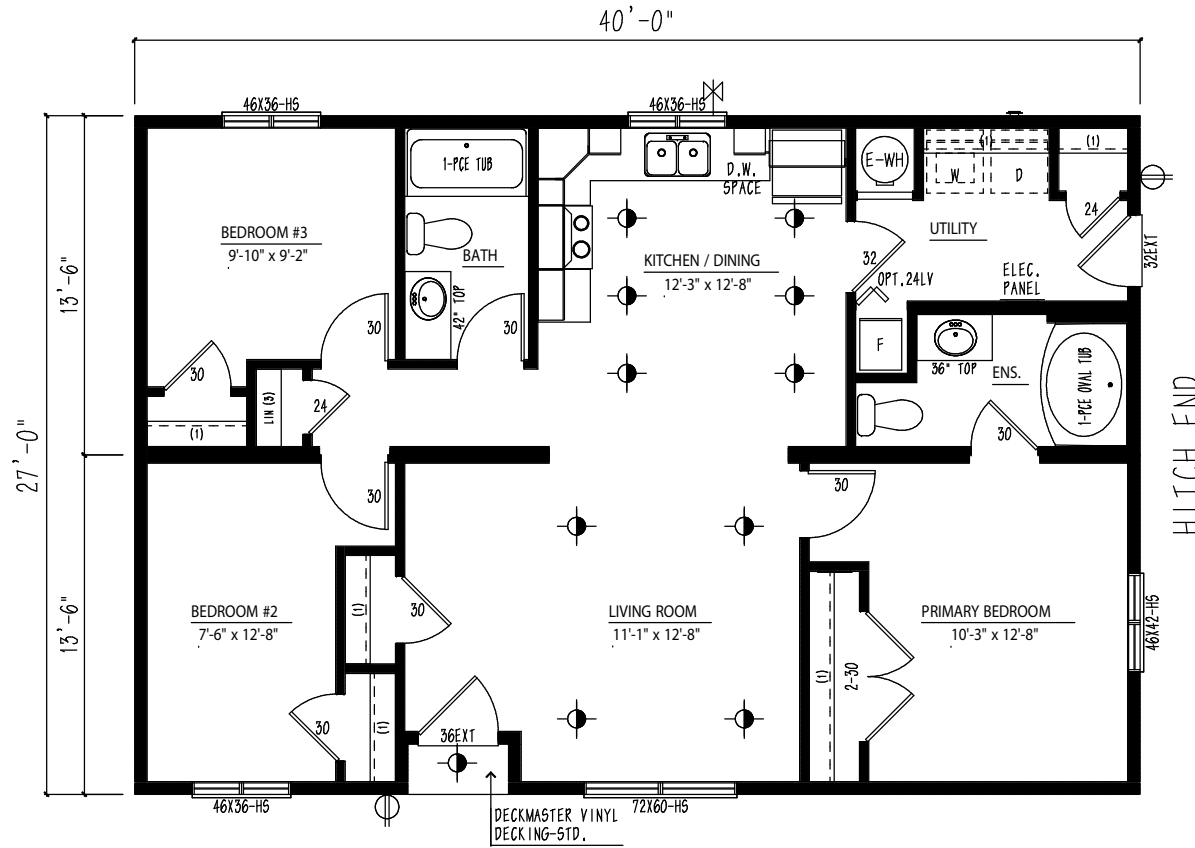 40'-0"
46X36-HS
46X36-HS
1-PCE TUB
D.W.
SPACE
E-WH
W
D
(1)
(1)
24
32EXT
BEDROOM #3
9'-10" x 9'-2"
BATH
42" TOP
30
30
KITCHEN / DINING
12'-3" x 12'-8"
32
OPT.24LV
UTILITY
ELEC.
PANEL
F
36" TOP
ENS.
1-PCE OVAL TUB
30
30
(1)
LIN (3)
24
13'-6"
27'-0"
13'-6"
HITCH END
30
30
BEDROOM #2
7'-6" x 12'-8"
(1)
30
LIVING ROOM
11'-1" x 12'-8"
PRIMARY BEDROOM
10'-3" x 12'-8"
46X42-HS
(1)
2-30
30
(1)
36EXT
46X36-HS
72X60-HS
DECKMASTER VINYL
DECKING-STD.